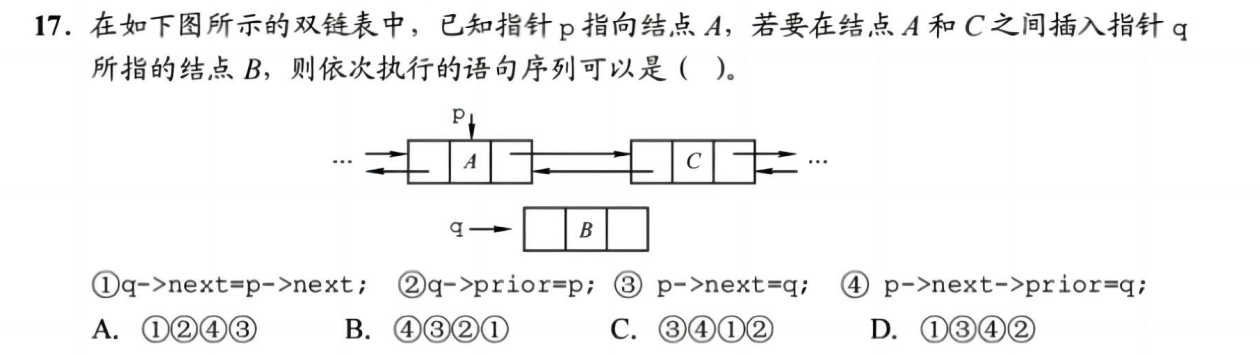 17. 在如下图所示的双链表中，已知指针 p 指向结点 A，若要在结点 A 和 C 之间插入指针 q
所指的结点 B，则依次执行的语句序列可以是（ ）。
p
… A C …
q B
①q->next=p->next; ②q->prior=p; ③ p->next=q; ④ p->next->prior=q;
A. ①②④③ B. ④③②① C. ③④①② D. ①③④②